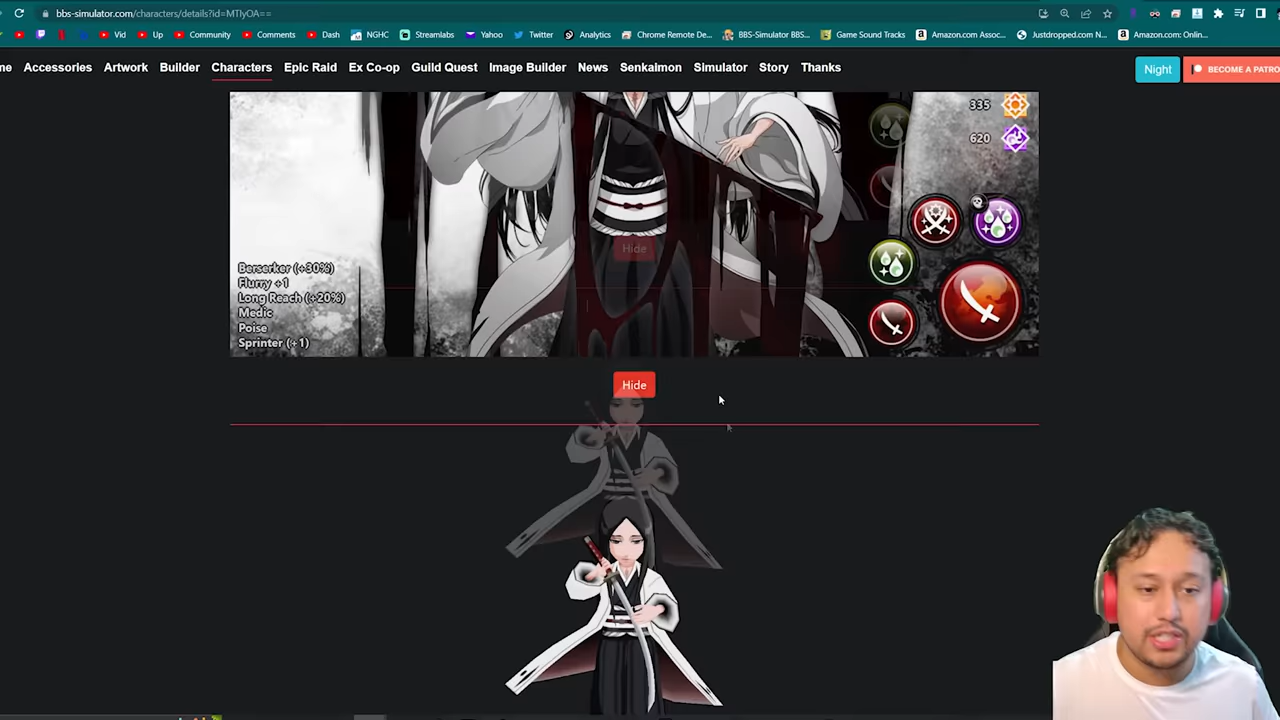 bbs-simulator.com/characters/details?id=MTIyOA==
Vid
Up
Community
Comments
Dash
NGHC
Streamlabs
Yahoo
Twitter
Analytics
Chrome Remote De...
BBS-Simulator BBS...
Game Sound Tracks
Amazon.com Assoc...
Justdropped.com N...
Amazon.com: Onlin...
me Accessories Artwork Builder Characters Epic Raid Ex Co-op Guild Quest Image Builder News Senkaimon Simulator Story Thanks
Night
BECOME A PATRO
335
620
Hide
Berserker (+30%)
Flurry +1
Long Reach (+20%)
Medic
Poise
Sprinter (+1)
Hide